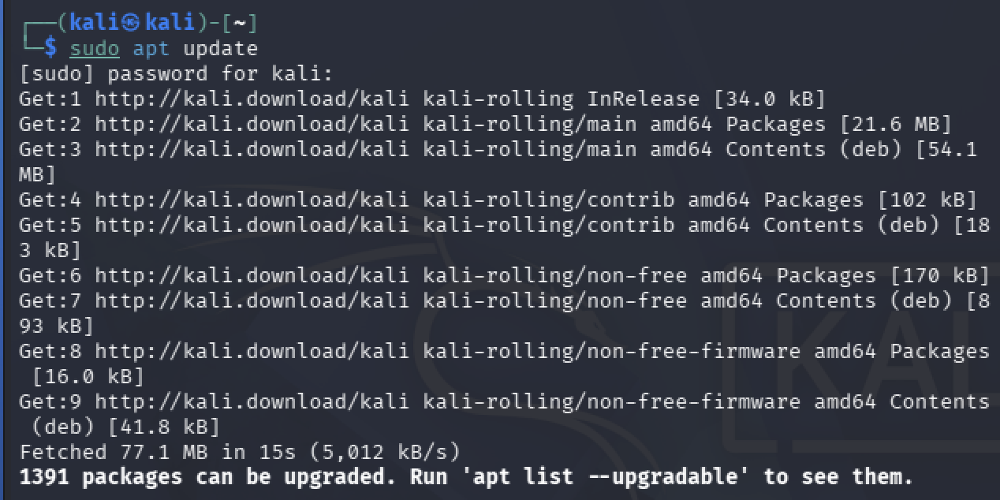 ┌──(kali㉿kali)-[~]
└─$ sudo apt update
[sudo] password for kali:
Get:1 http://kali.download/kali kali-rolling InRelease [34.0 kB]
Get:2 http://kali.download/kali kali-rolling/main amd64 Packages [21.6 MB]
Get:3 http://kali.download/kali kali-rolling/main amd64 Contents (deb) [54.1
MB]
Get:4 http://kali.download/kali kali-rolling/contrib amd64 Packages [102 kB]
Get:5 http://kali.download/kali kali-rolling/contrib amd64 Contents (deb) [18
3 kB]
Get:6 http://kali.download/kali kali-rolling/non-free amd64 Packages [170 kB]
Get:7 http://kali.download/kali kali-rolling/non-free amd64 Contents (deb) [8
93 kB]
Get:8 http://kali.download/kali kali-rolling/non-free-firmware amd64 Packages
 [16.0 kB]
Get:9 http://kali.download/kali kali-rolling/non-free-firmware amd64 Contents
 (deb) [41.8 kB]
Fetched 77.1 MB in 15s (5,012 kB/s)
1391 packages can be upgraded. Run 'apt list --upgradable' to see them.
KAL